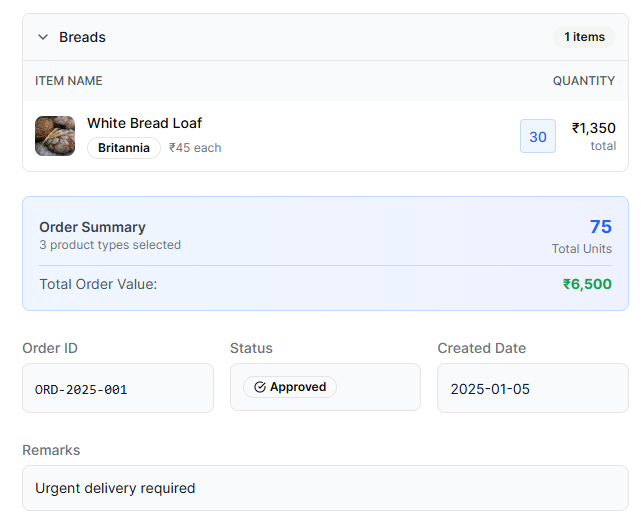 Breads 1 items
ITEM NAME QUANTITY
White Bread Loaf
Britannia ₹45 each
30
₹1,350
total
Order Summary
3 product types selected
75
Total Units
Total Order Value: ₹6,500
Order ID Status Created Date
ORD-2025-001 Approved 2025-01-05
Remarks
Urgent delivery required